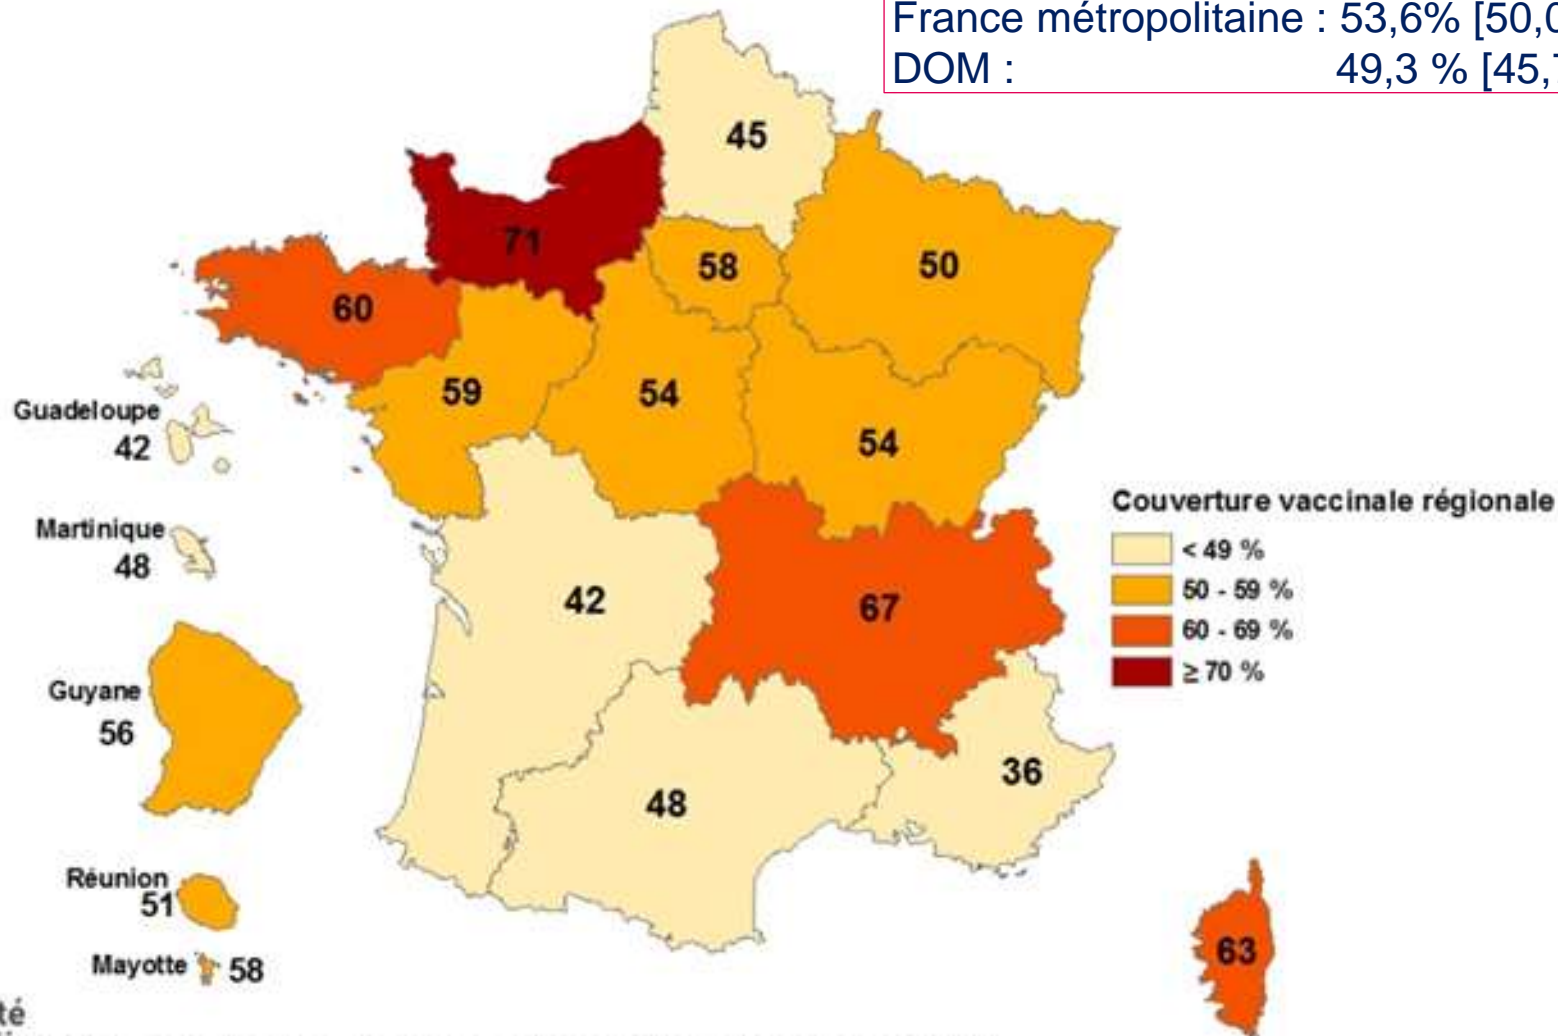 France métropolitaine : 53,6% [50,0
DOM : 49,3 % [45,7
45
71
58
50
60
59
54
54
Guadeloupe
42
Couverture vaccinale régionale
< 49 %
50 - 59 %
60 - 69 %
≥ 70 %
Martinique
48
42
67
Guyane
56
36
48
Réunion
51
Mayotte 58
63
té